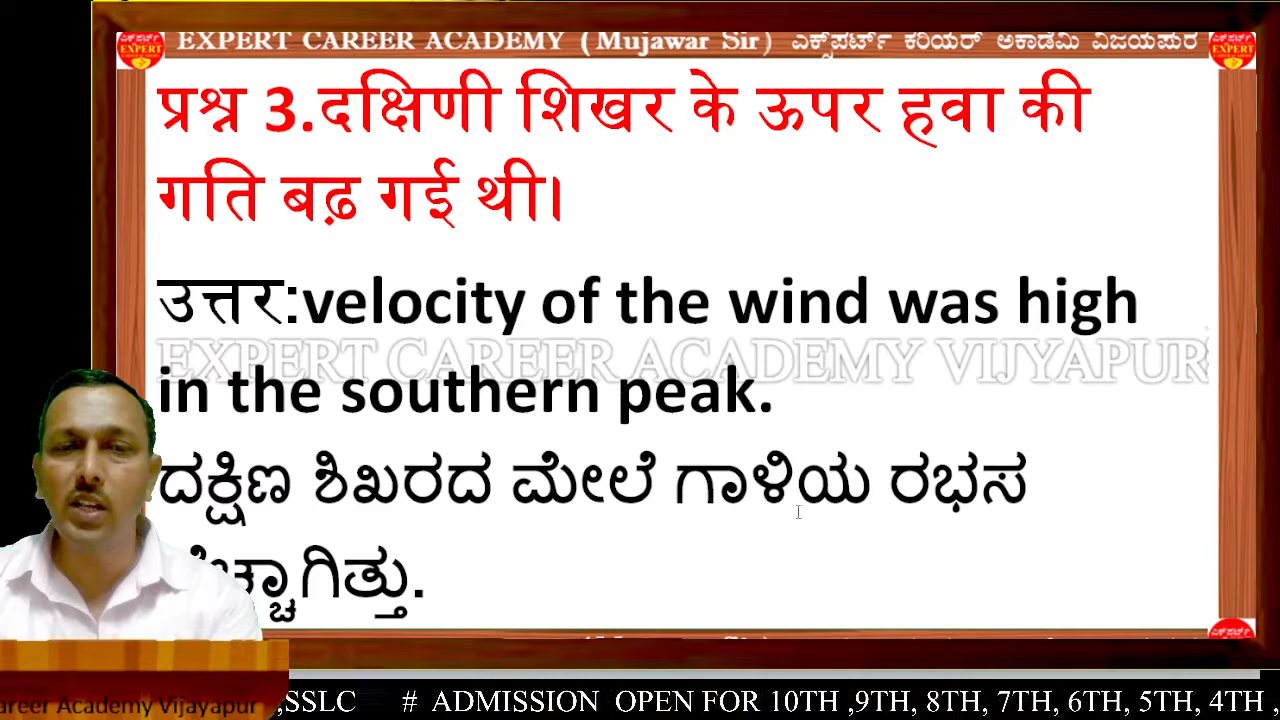 EXPERT CAREER ACADEMY (Mujawar Sir) ಎಕ್ಸ್‌ಪರ್ಟ್ ಕರಿಯರ್ ಅಕಾಡೆಮಿ ವಿಜಯಪುರ
प्रश्न 3.दक्षिणी शिखर के ऊपर हवा की
गति बढ़ गई थी।
उत्तर:velocity of the wind was high
EXPERT CAREER ACADEMY VIJYAPUR
in the southern peak.
ದಕ್ಷಿಣ ಶಿಖರದ ಮೇಲೆ ಗಾಳಿಯ ರಭಸ
areer Academy Vijayapur ,SSLC # ADMISSION OPEN FOR 10TH ,9TH, 8TH, 7TH, 6TH, 5TH, 4TH ,